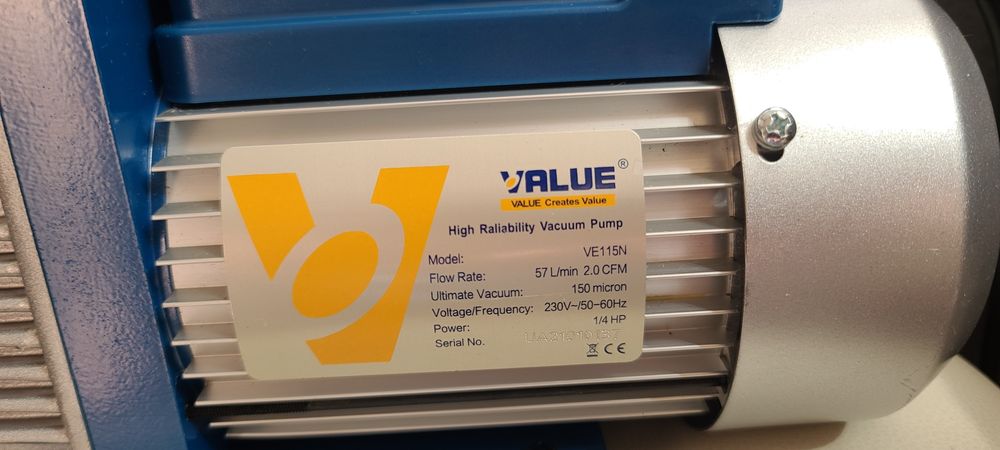 VALUE®
VALUE Creates Value
High Raliability Vacuum Pump
Model: VE115N
Flow Rate: 57 L/min 2.0 CFM
Ultimate Vacuum: 150 micron
Voltage/Frequency: 230V~/50-60Hz
Power: 1/4 HP
Serial No.
CE